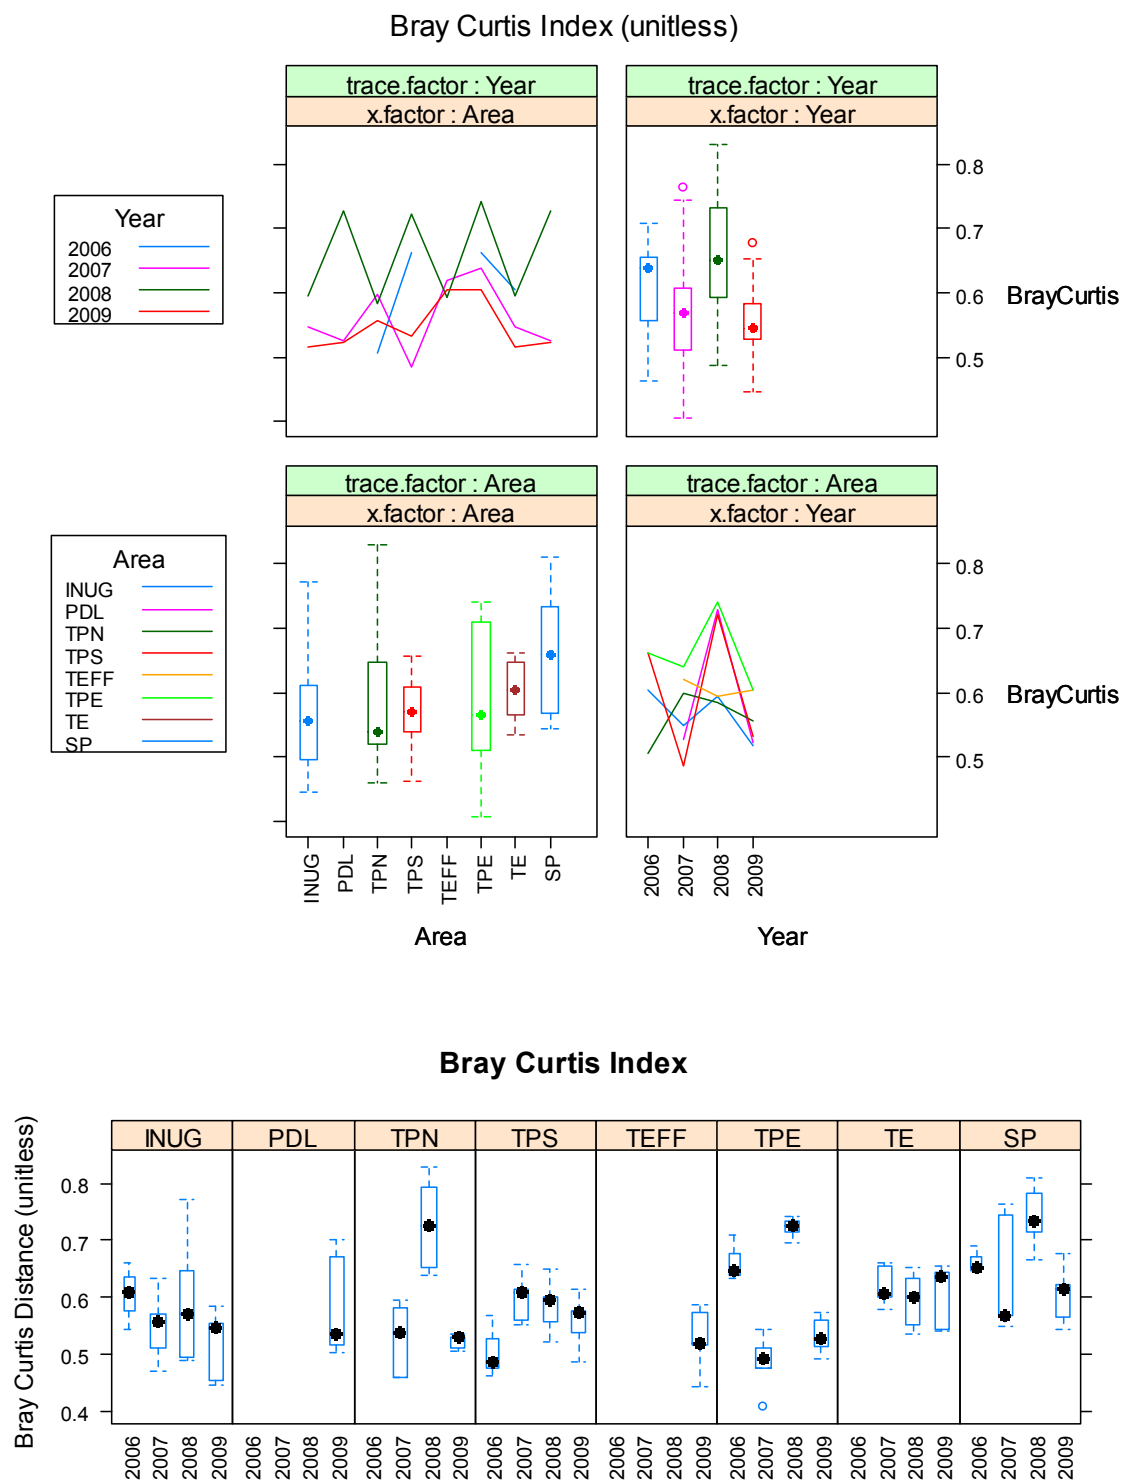 Bray Curtis Index (unitless)
trace.factor : Year
x.factor : Area
trace.factor : Year
x.factor : Year
Year
2006
2007
2008
2009
0.8
0.7
0.6
0.5
BrayCurtis
trace.factor : Area
x.factor : Area
trace.factor : Area
x.factor : Year
Area
INUG
PDL
TPN
TPS
TEFF
TPE
TE
SP
0.8
0.7
0.6
0.5
BrayCurtis
INUG PDL TPN TPS TEFF TPE TE SP
2006 2007 2008 2009
Area
Year
Bray Curtis Index
Bray Curtis Distance (unitless)
INUG PDL TPN TPS TEFF TPE TE SP
0.8
0.7
0.6
0.5
0.4
2006 2007 2008 2009 2006 2007 2008 2009 2006 2007 2008 2009 2006 2007 2008 2009 2006 2007 2008 2009 2006 2007 2008 2009 2006 2007 2008 2009 2006 2007 2008 2009